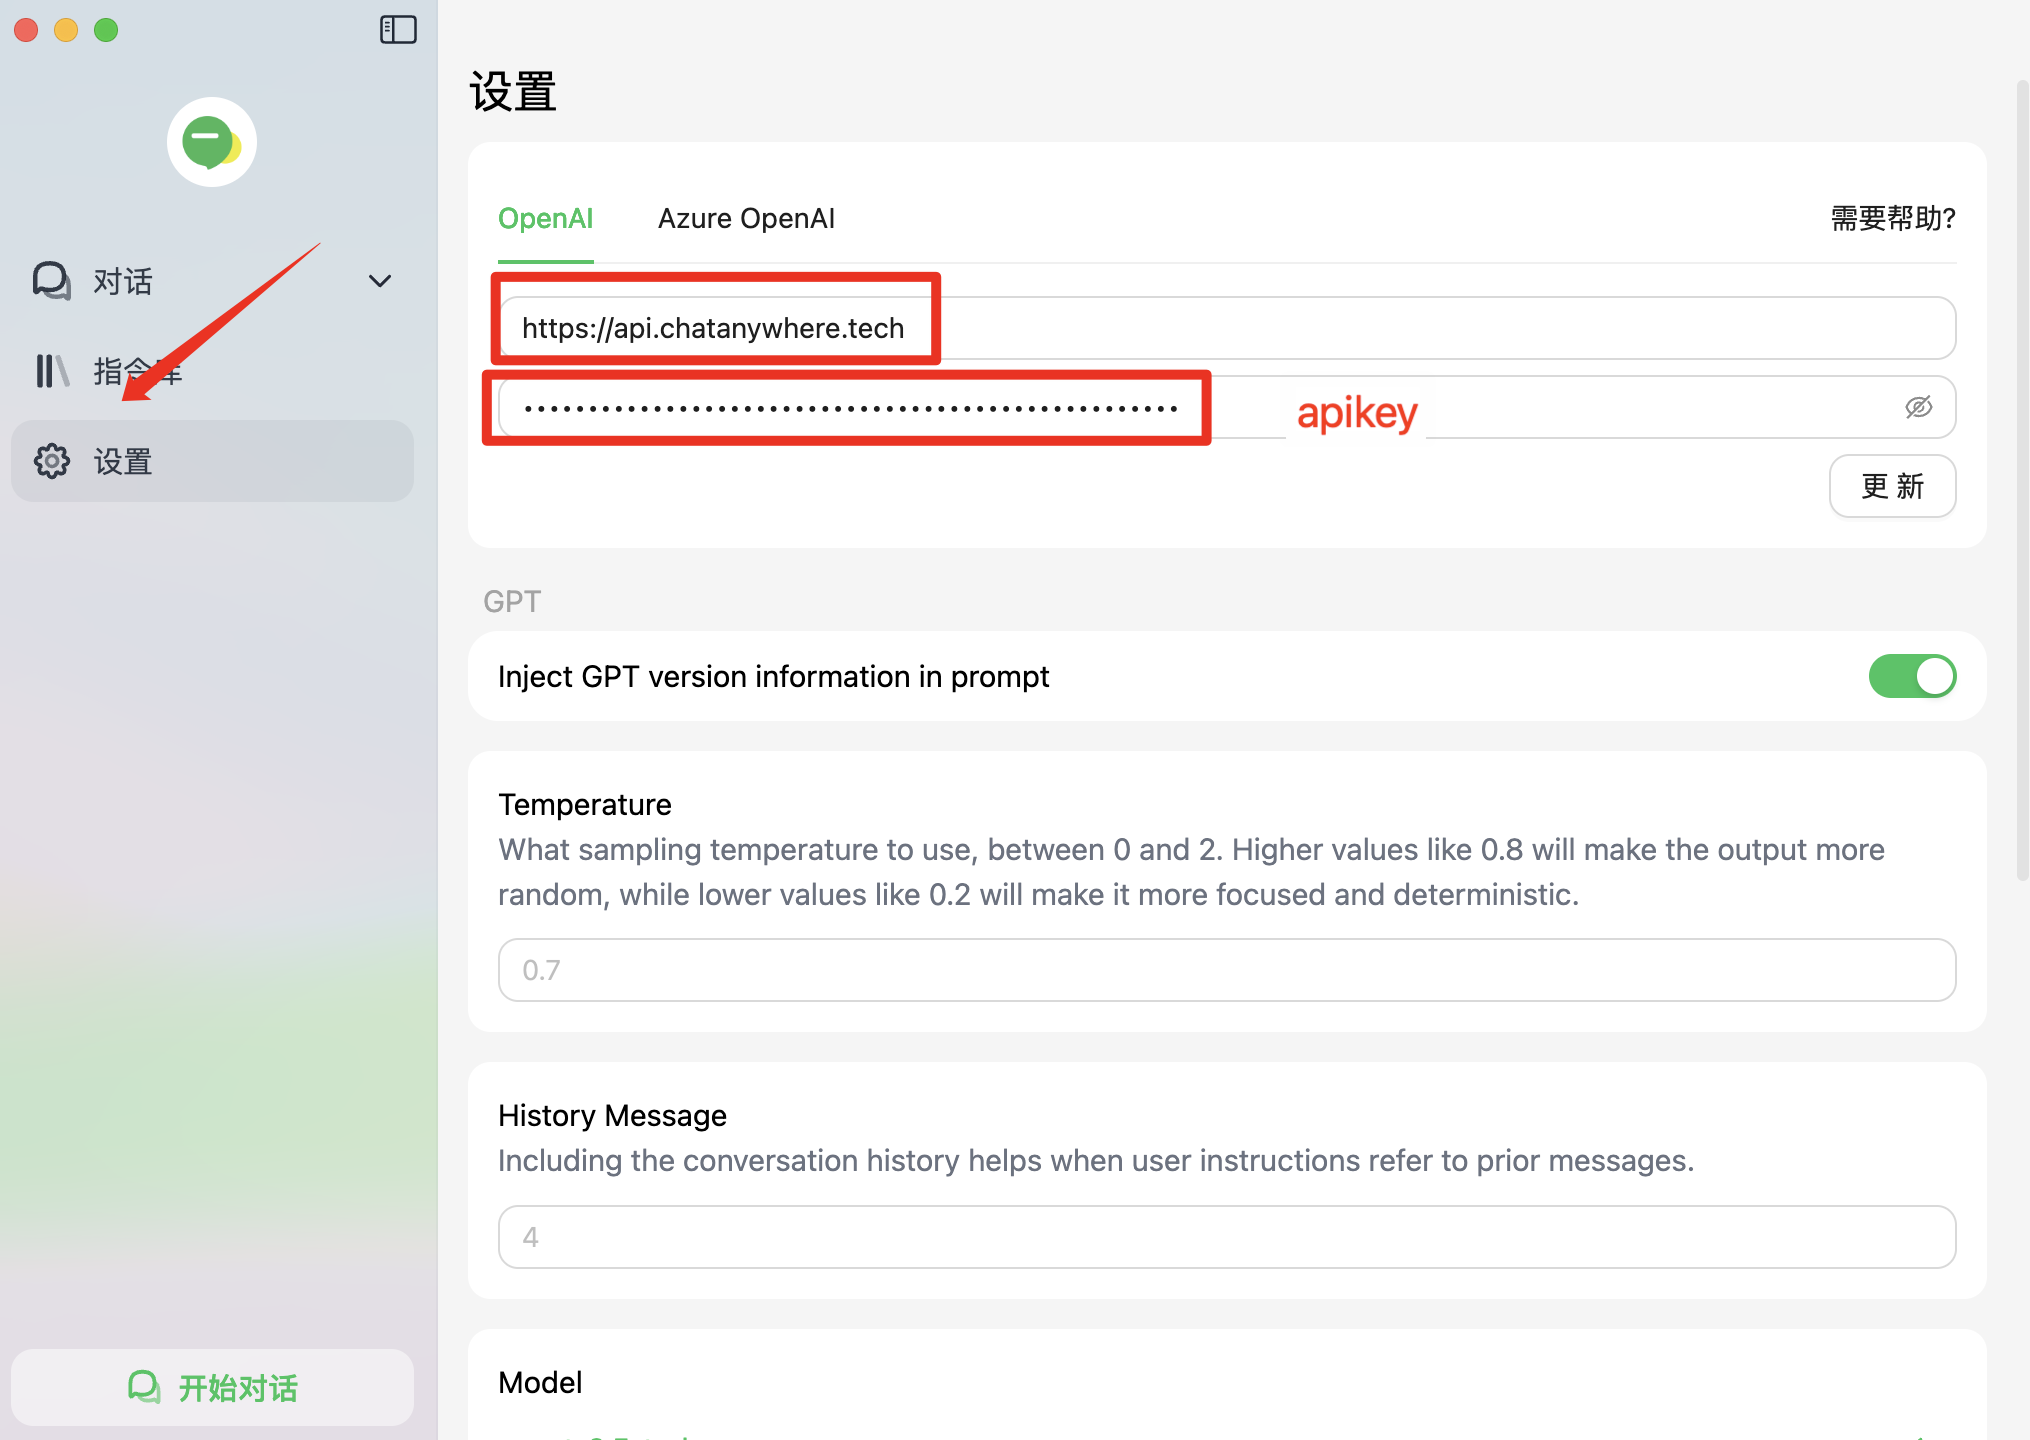 设置
对话
指令库
设置
开始对话
OpenAI
Azure OpenAI
需要帮助?
https://api.chatanywhere.tech
••••••••••••••••••••••••••••••••••••••••••••••••••• apikey
更 新
GPT
Inject GPT version information in prompt
Temperature
What sampling temperature to use, between 0 and 2. Higher values like 0.8 will make the output more
random, while lower values like 0.2 will make it more focused and deterministic.
0.7
History Message
Including the conversation history helps when user instructions refer to prior messages.
4
Model